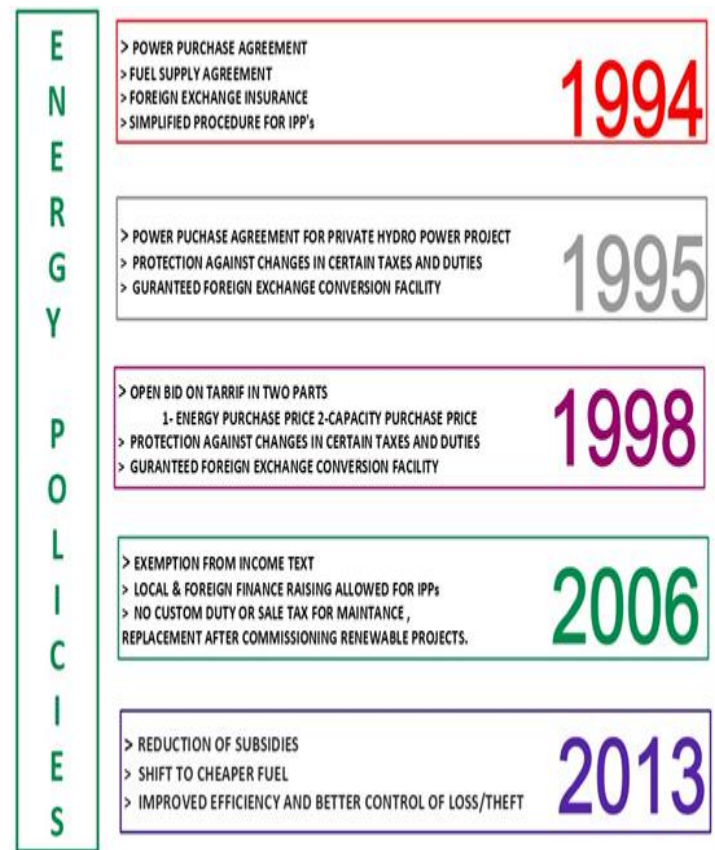 ENERGY POLICIES
> POWER PURCHASE AGREEMENT
> FUEL SUPPLY AGREEMENT
> FOREIGN EXCHANGE INSURANCE
> SIMPLIFIED PROCEDURE FOR IPP's
1994
> POWER PUCHASE AGREEMENT FOR PRIVATE HYDRO POWER PROJECT
> PROTECTION AGAINST CHANGES IN CERTAIN TAXES AND DUTIES
> GURANTEED FOREIGN EXCHANGE CONVERSION FACILITY
1995
> OPEN BID ON TARRIF IN TWO PARTS
1- ENERGY PURCHASE PRICE 2-CAPACITY PURCHASE PRICE
> PROTECTION AGAINST CHANGES IN CERTAIN TAXES AND DUTIES
> GURANTEED FOREIGN EXCHANGE CONVERSION FACILITY
1998
> EXEMPTION FROM INCOME TEXT
> LOCAL & FOREIGN FINANCE RAISING ALLOWED FOR IPPs
> NO CUSTOM DUTY OR SALE TAX FOR MAINTANCE ,
REPLACEMENT AFTER COMMISSIONING RENEWABLE PROJECTS.
2006
> REDUCTION OF SUBSIDIES
> SHIFT TO CHEAPER FUEL
> IMPROVED EFFICIENCY AND BETTER CONTROL OF LOSS/THEFT
2013